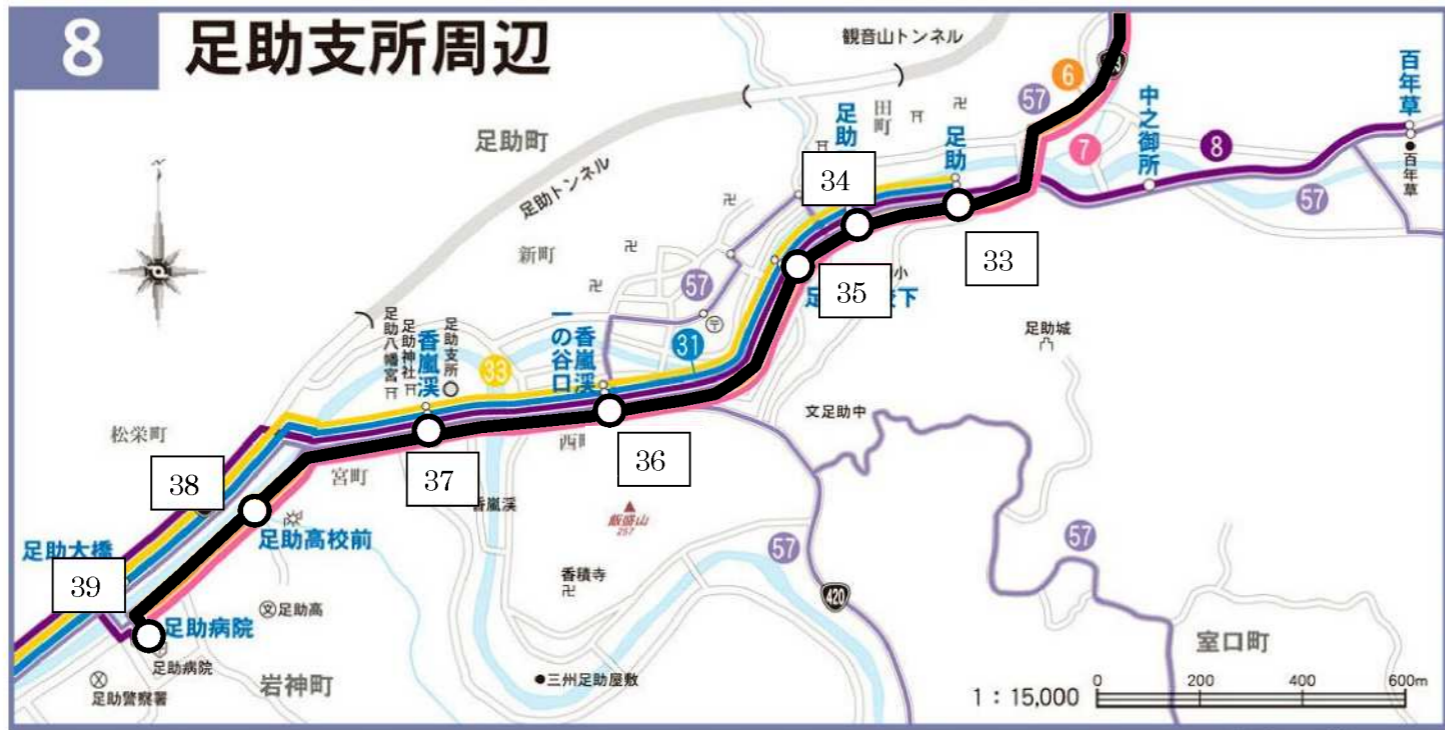 8 足助支所周辺
観音山トンネル
足助町
足助トンネル
新町
田町
足助
足助
中之御所
百年草
百年草
6
7
8
57
57
57
57
57
31
33
34
33
35
小
36
37
38
39
香嵐渓
一の谷口
香嵐渓
足助支所
足助神社
足助八幡宮
松栄町
宮町
香嵐渓
飯盛山
257
香積寺
足助城
文足助中
420
足助大橋
足助高校前
足助病院
足助病院
足助高
足助警察署
岩神町
三州足助屋敷
室口町
1:15,000
0 200 400 600m